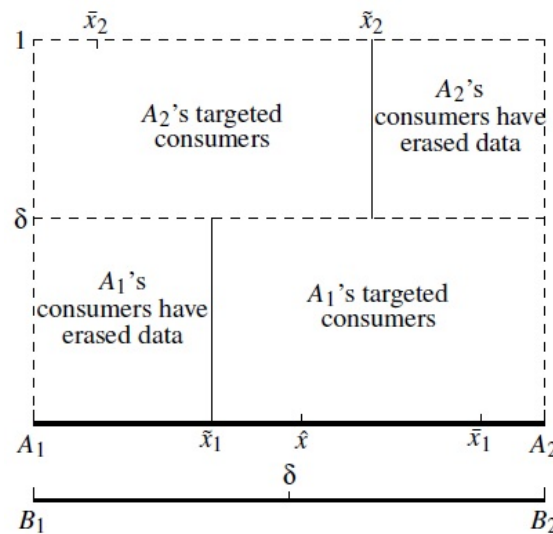 1 x̄₂ x̃₂
A₂'s targeted
consumers
A₂'s
consumers have
erased data
δ
A₁'s
consumers have
erased data
A₁'s targeted
consumers
A₁ x̃₁ x̂ x̄₁ A₂
δ
B₁ B₂